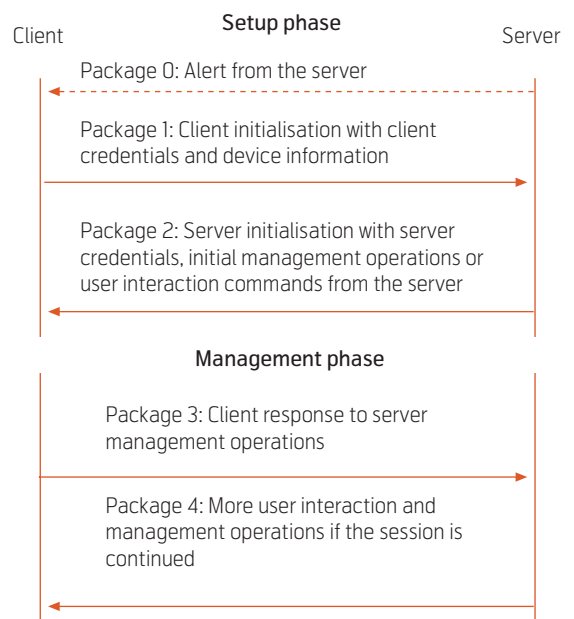 Setup phase
Client
Server
Package 0: Alert from the server
Package 1: Client initialisation with client
credentials and device information
Package 2: Server initialisation with server
credentials, initial management operations or
user interaction commands from the server
Management phase
Package 3: Client response to server
management operations
Package 4: More user interaction and
management operations if the session is
continued